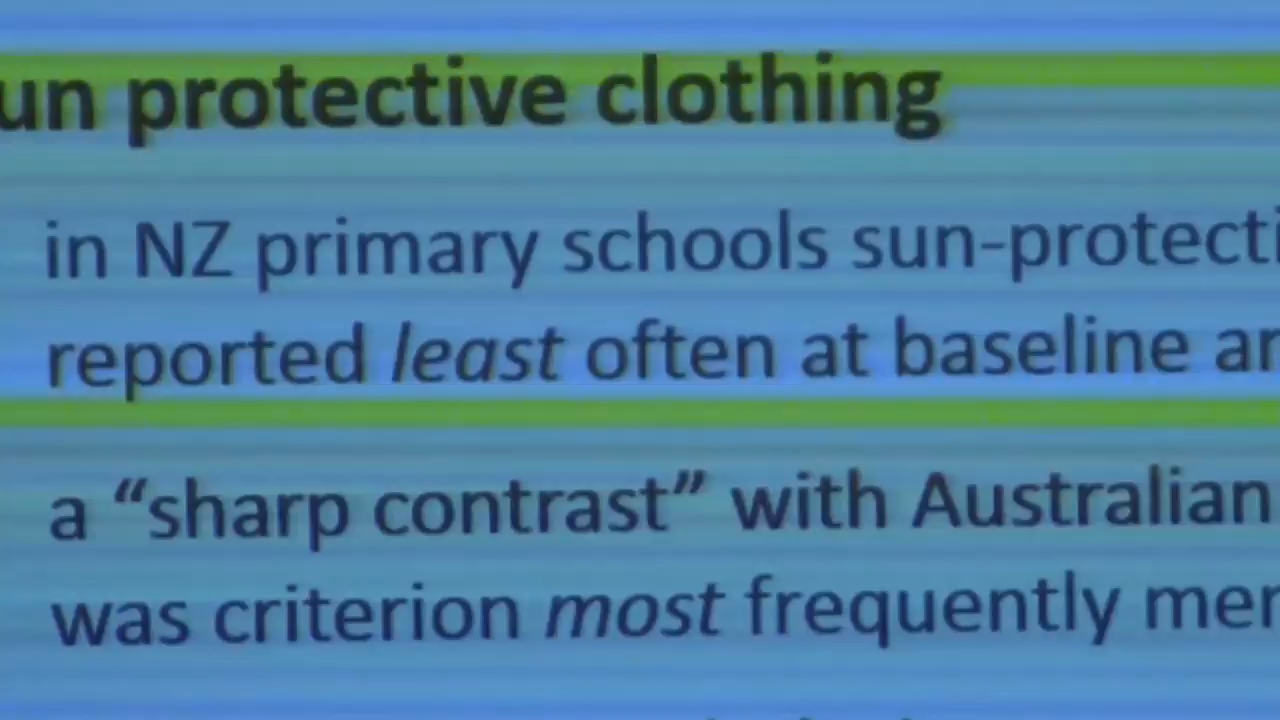 un protective clothing
in NZ primary schools sun-protecti
reported least often at baseline ar
a “sharp contrast” with Australian
was criterion most frequently mer